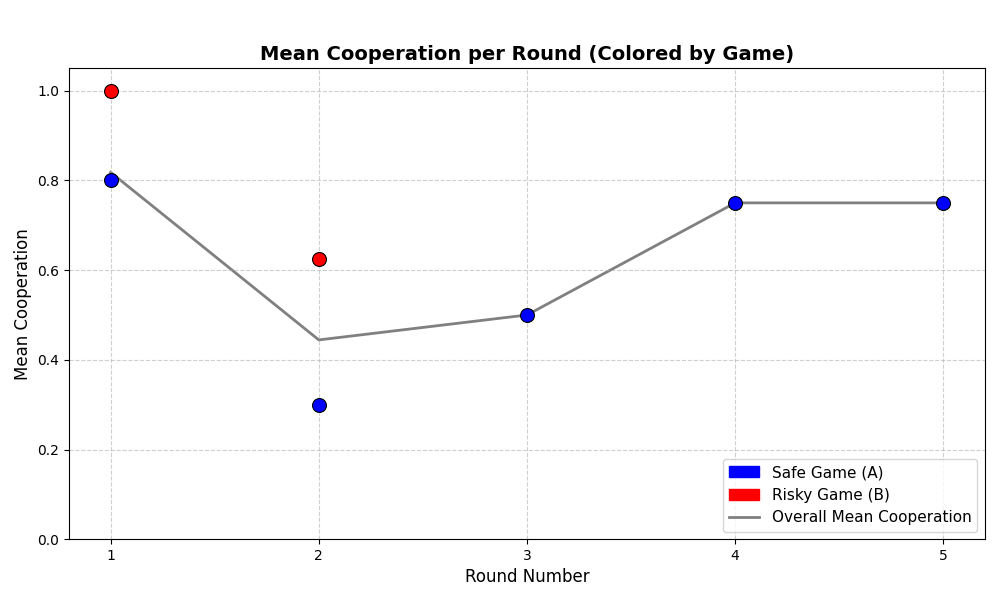 Mean Cooperation per Round (Colored by Game)
Mean Cooperation
1.0
0.8
0.6
0.4
0.2
0.0
1 2 3 4 5
Round Number
Safe Game (A)
Risky Game (B)
Overall Mean Cooperation